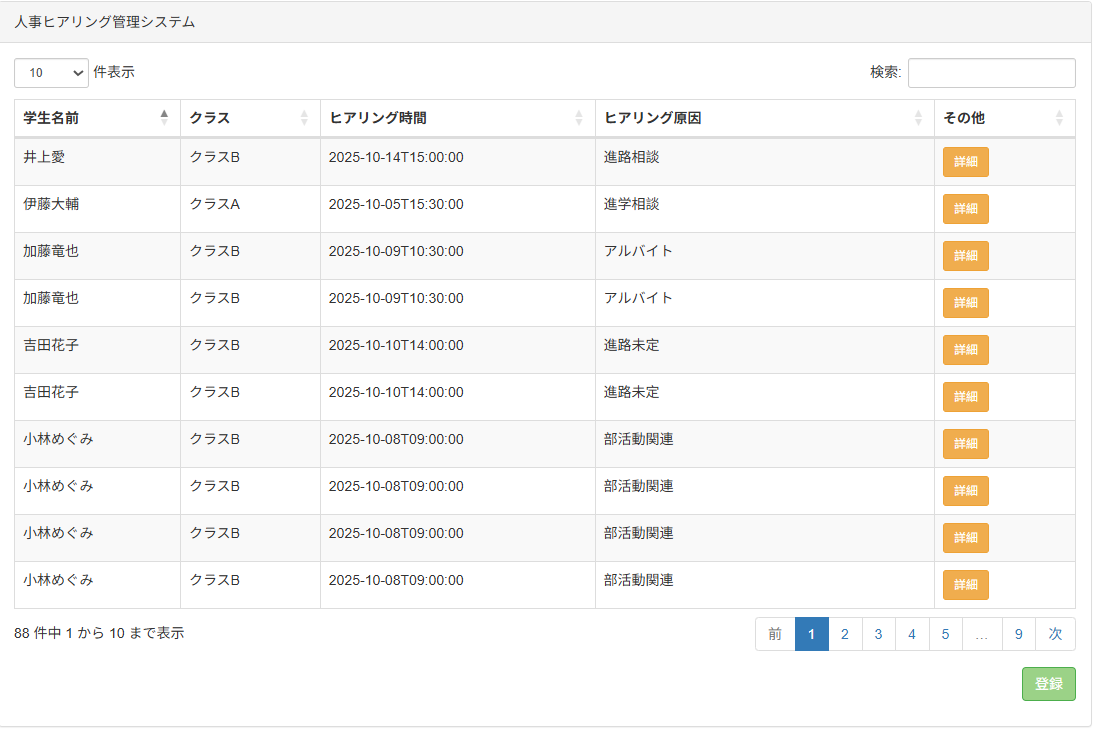 人事ヒアリング管理システム
10 件表示 検索:
学生名前 クラス ヒアリング時間 ヒアリング原因 その他
井上愛 クラスB 2025-10-14T15:00:00 進路相談 詳細
伊藤大輔 クラスA 2025-10-05T15:30:00 進学相談 詳細
加藤竜也 クラスB 2025-10-09T10:30:00 アルバイト 詳細
加藤竜也 クラスB 2025-10-09T10:30:00 アルバイト 詳細
吉田花子 クラスB 2025-10-10T14:00:00 進路未定 詳細
吉田花子 クラスB 2025-10-10T14:00:00 進路未定 詳細
小林めぐみ クラスB 2025-10-08T09:00:00 部活動関連 詳細
小林めぐみ クラスB 2025-10-08T09:00:00 部活動関連 詳細
小林めぐみ クラスB 2025-10-08T09:00:00 部活動関連 詳細
小林めぐみ クラスB 2025-10-08T09:00:00 部活動関連 詳細
88 件中 1 から 10 まで表示 前 1 2 3 4 5 … 9 次
登録